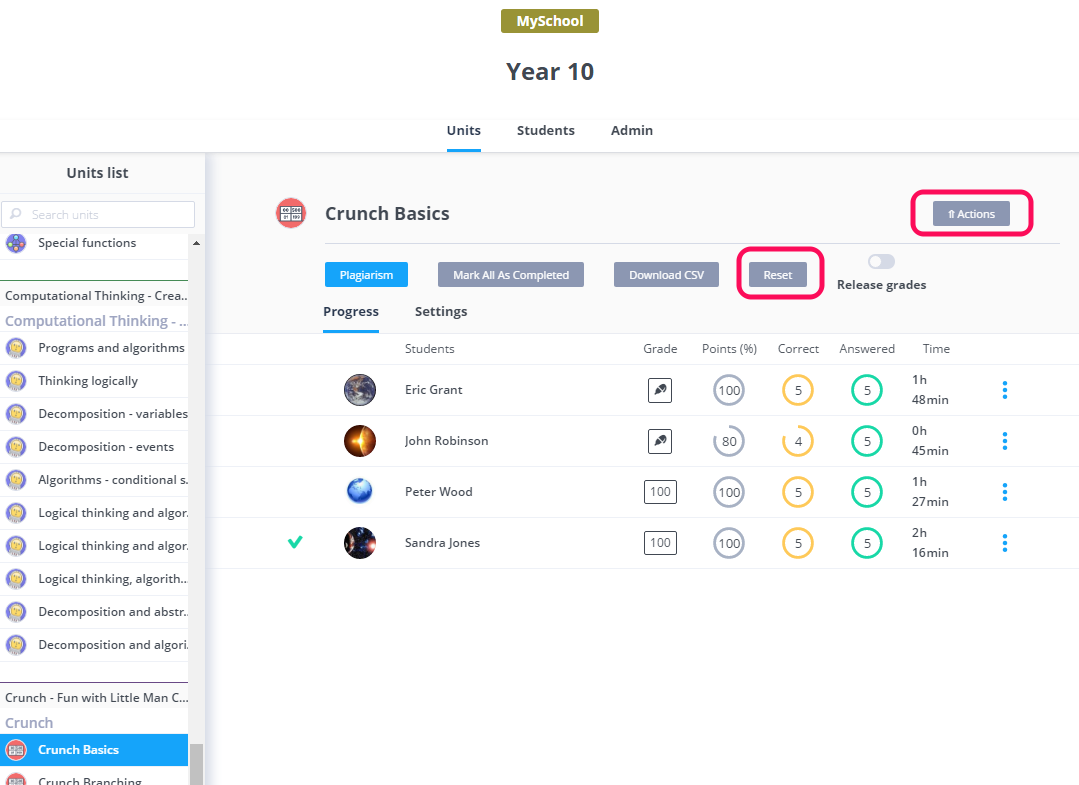 MySchool
Year 10
Units Students Admin
Units list
Search units
Special functions
Computational Thinking - Crea...
Computational Thinking - ...
Programs and algorithms
Thinking logically
Decomposition - variables
Decomposition - events
Algorithms - conditional s.
Logical thinking and algor.
Logical thinking and algor.
Logical thinking, algorith...
Decomposition and abstr..
Decomposition and algori.
Crunch - Fun with Little Man C...
Crunch
Crunch Basics
Crunch Branching
Crunch Basics
⇑ Actions
Plagiarism Mark All As Completed Download CSV Reset Release grades
Progress Settings
Students Grade Points (%) Correct Answered Time
Eric Grant 100 5 5 1h 48min
John Robinson 80 4 5 0h 45min
Peter Wood 100 100 5 5 1h 27min
Sandra Jones 100 100 5 5 2h 16min